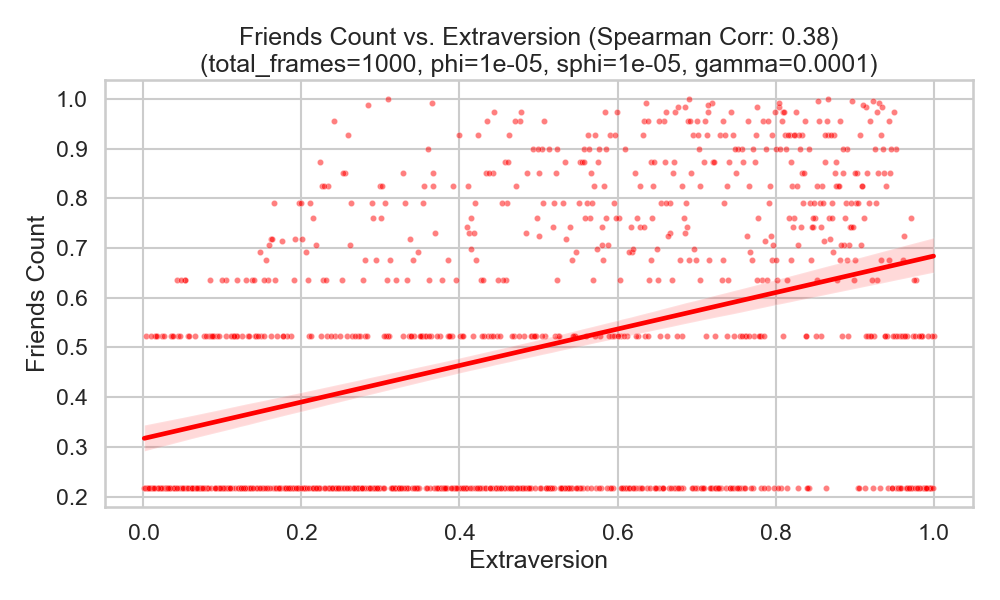 Friends Count vs. Extraversion (Spearman Corr: 0.38)
(total_frames=1000, phi=1e-05, sphi=1e-05, gamma=0.0001)
Friends Count
1.0
0.9
0.8
0.7
0.6
0.5
0.4
0.3
0.2
0.0 0.2 0.4 0.6 0.8 1.0
Extraversion